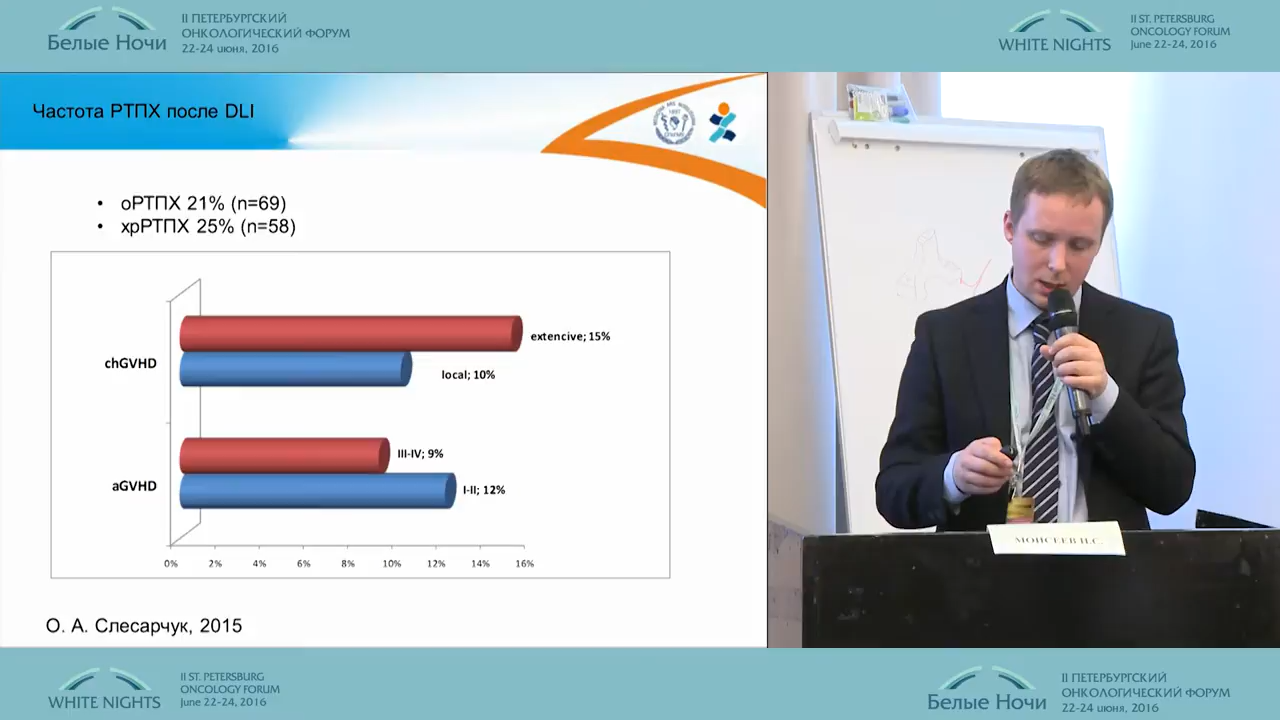 Белые Ночи
II ПЕТЕРБУРГСКИЙ
ОНКОЛОГИЧЕСКИЙ ФОРУМ
22-24 июня, 2016
WHITE NIGHTS
II ST. PETERSBURG
ONCOLOGY FORUM
June 22-24, 2016
Частота РТПХ после DLI
• оРТПХ 21% (n=69)
• хрРТПХ 25% (n=58)
chGVHD
extencive; 15%
local; 10%
aGVHD
III-IV; 9%
I-II; 12%
0% 2% 4% 6% 8% 10% 12% 14% 16%
О. А. Слесарчук, 2015
МОИСЕЕВ И.С.
WHITE NIGHTS
II ST. PETERSBURG
ONCOLOGY FORUM
June 22-24, 2016
Белые Ночи
II ПЕТЕРБУРГСКИЙ
ОНКОЛОГИЧЕСКИЙ ФОРУМ
22-24 июня, 2016